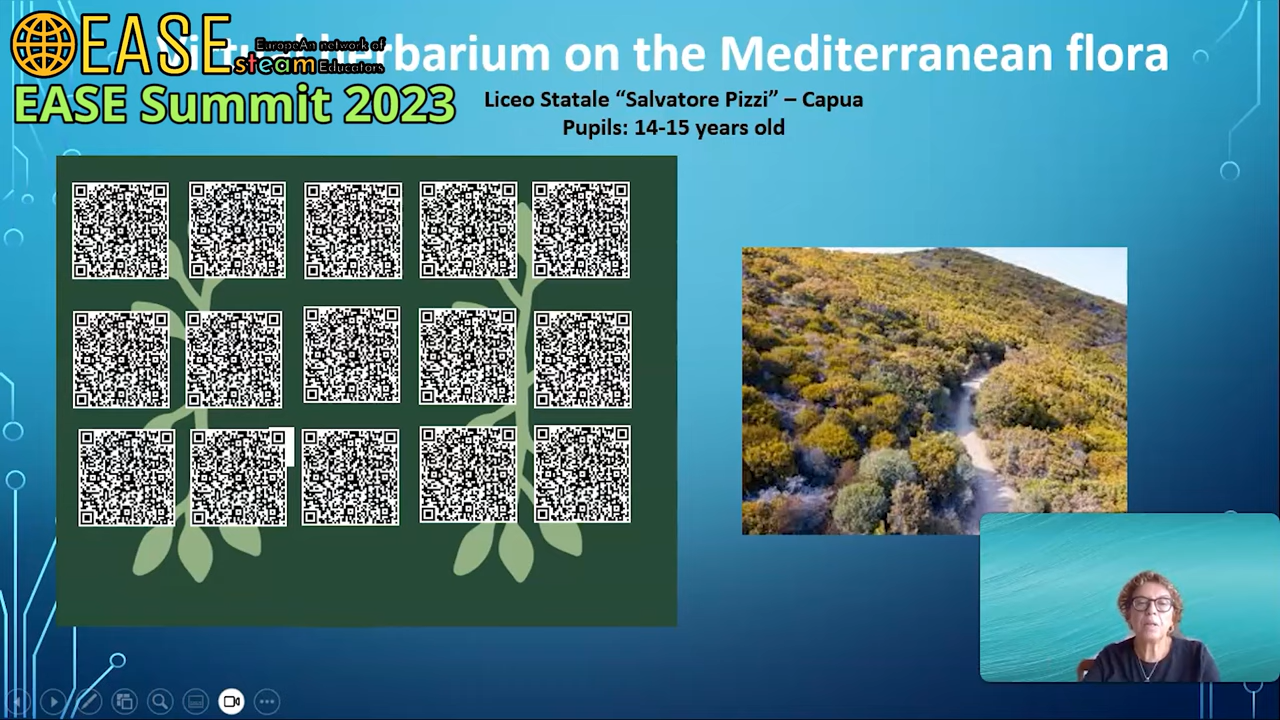 EASE
EuropeAn network of
steam Educators
EASE Summit 2023
herbarium on the Mediterranean flora
Liceo Statale “Salvatore Pizzi” – Capua
Pupils: 14-15 years old